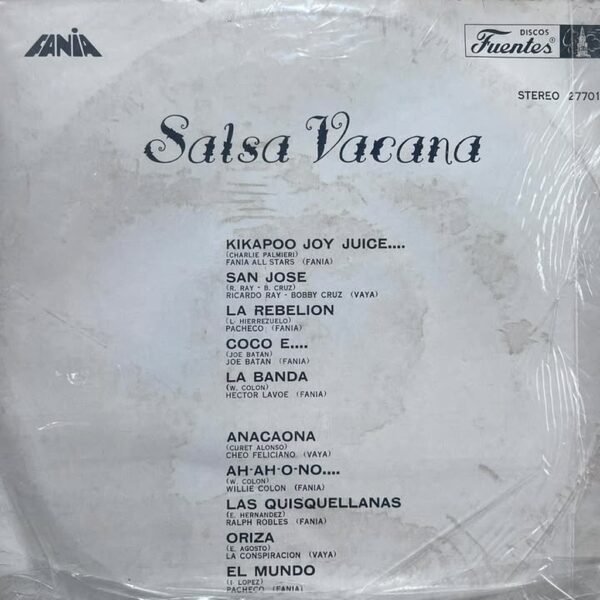 FANIA
DISCOS
Fuentes®
STEREO 27701
Salsa Vacana
KIKAPOO JOY JUICE....
(CHARLIE PALMIERI)
FANIA ALL STARS (FANIA)
SAN JOSE
(R. RAY - B. CRUZ)
RICARDO RAY - BOBBY CRUZ (VAYA)
LA REBELION
(L. HIERREZUELO)
PACHECO (FANIA)
COCO E....
(JOE BATAN)
JOE BATAN (FANIA)
LA BANDA
(W. COLON)
HECTOR LAVOE (FANIA)
ANACAONA
(CURET ALONSO)
CHEO FELICIANO (VAYA)
AH-AH-O-NO....
(W. COLON)
WILLIE COLON (FANIA)
LAS QUISQUELLANAS
(E. HERNANDEZ)
RALPH ROBLES (FANIA)
ORIZA
(E. AGOSTO)
LA CONSPIRACION (VAYA)
EL MUNDO
(I. LOPEZ)
PACHECO (FANIA)